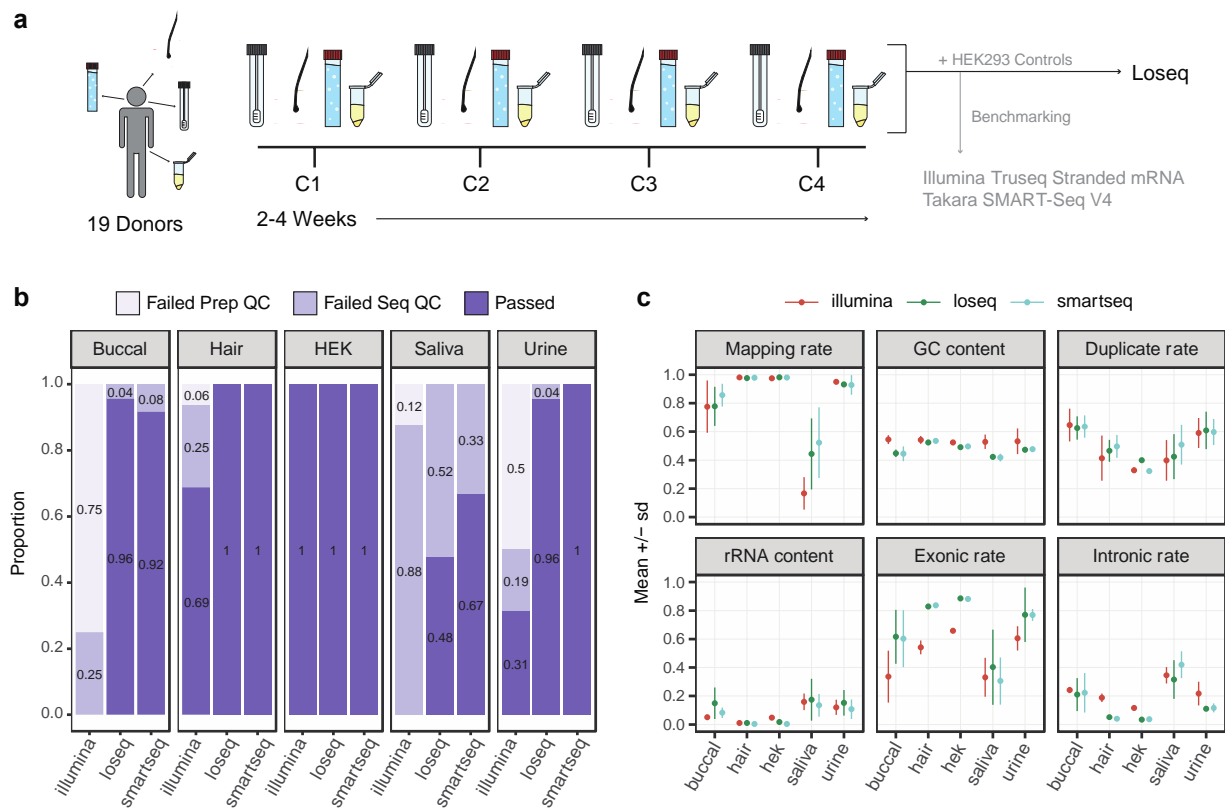 a
19 Donors
C1
C2
C3
C4
2-4 Weeks
+ HEK293 Controls
Loseq
Benchmarking
Illumina Truseq Stranded mRNA
Takara SMART-Seq V4
b
Failed Prep QC
Failed Seq QC
Passed
Buccal
Hair
HEK
Saliva
Urine
Proportion
1.0
0.8
0.6
0.4
0.2
0.0
0.75
0.25
0.04
0.96
0.08
0.92
0.06
0.25
0.69
1
1
1
1
1
0.12
0.88
0.52
0.48
0.33
0.67
0.5
0.19
0.31
0.04
0.96
1
illumina
loseq
smartseq
illumina
loseq
smartseq
illumina
loseq
smartseq
illumina
loseq
smartseq
illumina
loseq
smartseq
c
illumina
loseq
smartseq
Mean +/− sd
Mapping rate
GC content
Duplicate rate
1.0
0.8
0.6
0.4
0.2
0.0
rRNA content
Exonic rate
Intronic rate
1.0
0.8
0.6
0.4
0.2
0.0
buccal
hair
hek
saliva
urine
buccal
hair
hek
saliva
urine
buccal
hair
hek
saliva
urine